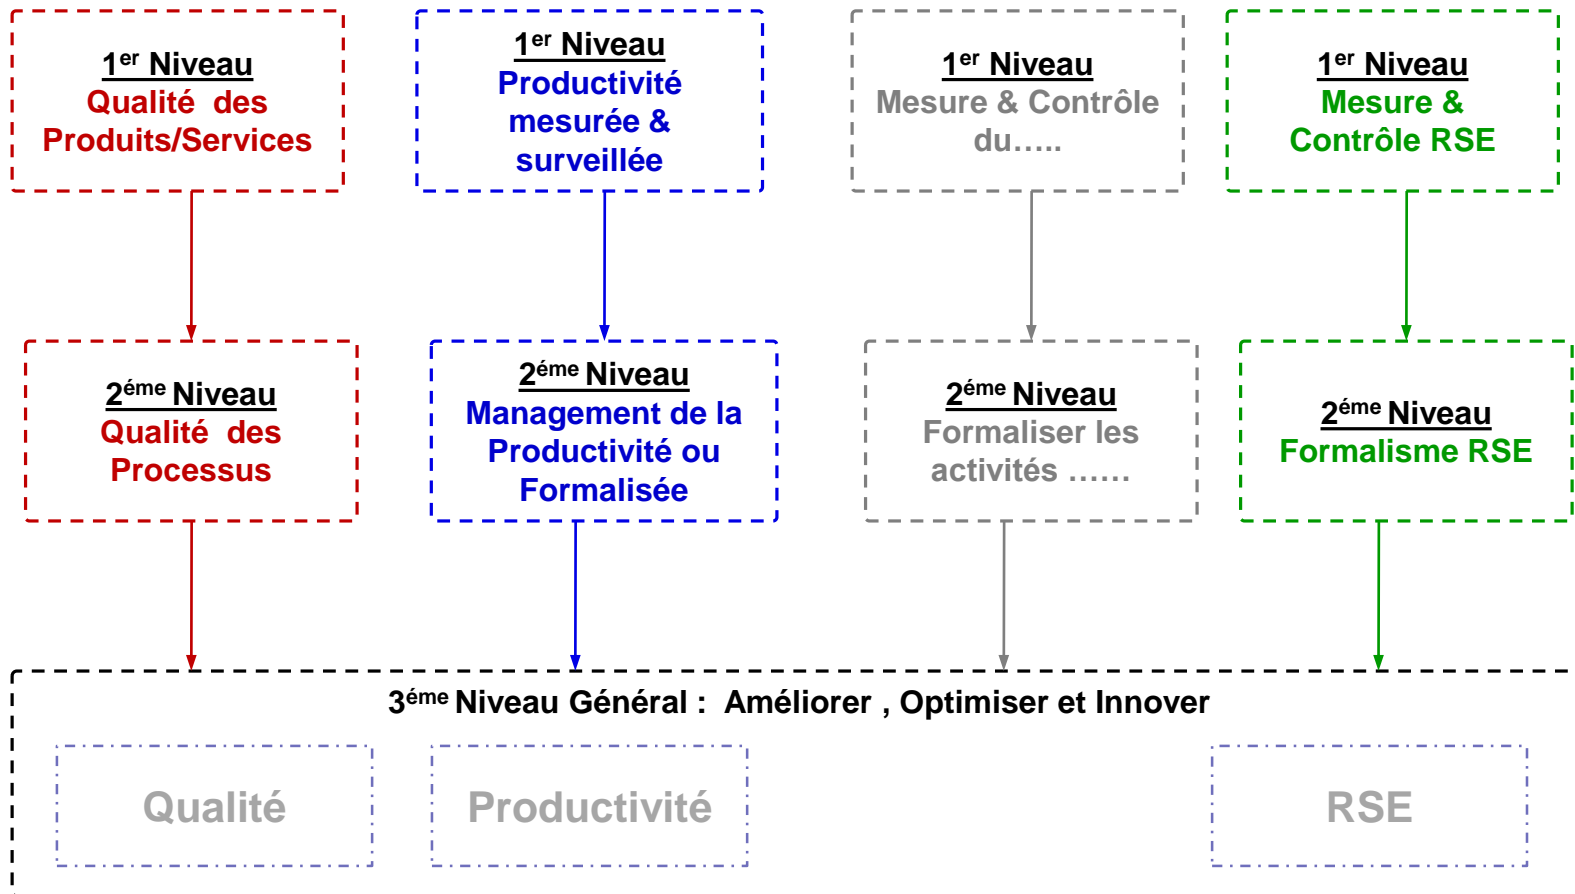 1er Niveau
Qualité des
Produits/Services
1er Niveau
Productivité
mesurée &
surveillée
1er Niveau
Mesure & Contrôle
du…..
1er Niveau
Mesure &
Contrôle RSE
2éme Niveau
Qualité des
Processus
2éme Niveau
Management de la
Productivité ou
Formalisée
2éme Niveau
Formaliser les
activités ……
2éme Niveau
Formalisme RSE
3éme Niveau Général : Améliorer , Optimiser et Innover
Qualité
Productivité
RSE